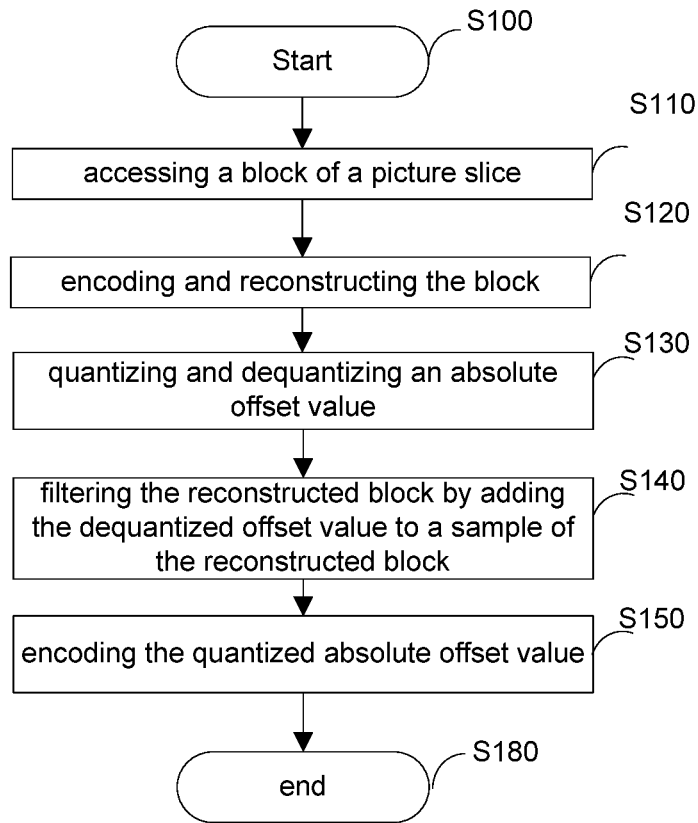 S100
Start
S110
accessing a block of a picture slice
S120
encoding and reconstructing the block
S130
quantizing and dequantizing an absolute
offset value
S140
filtering the reconstructed block by adding
the dequantized offset value to a sample of
the reconstructed block
S150
encoding the quantized absolute offset value
S180
end